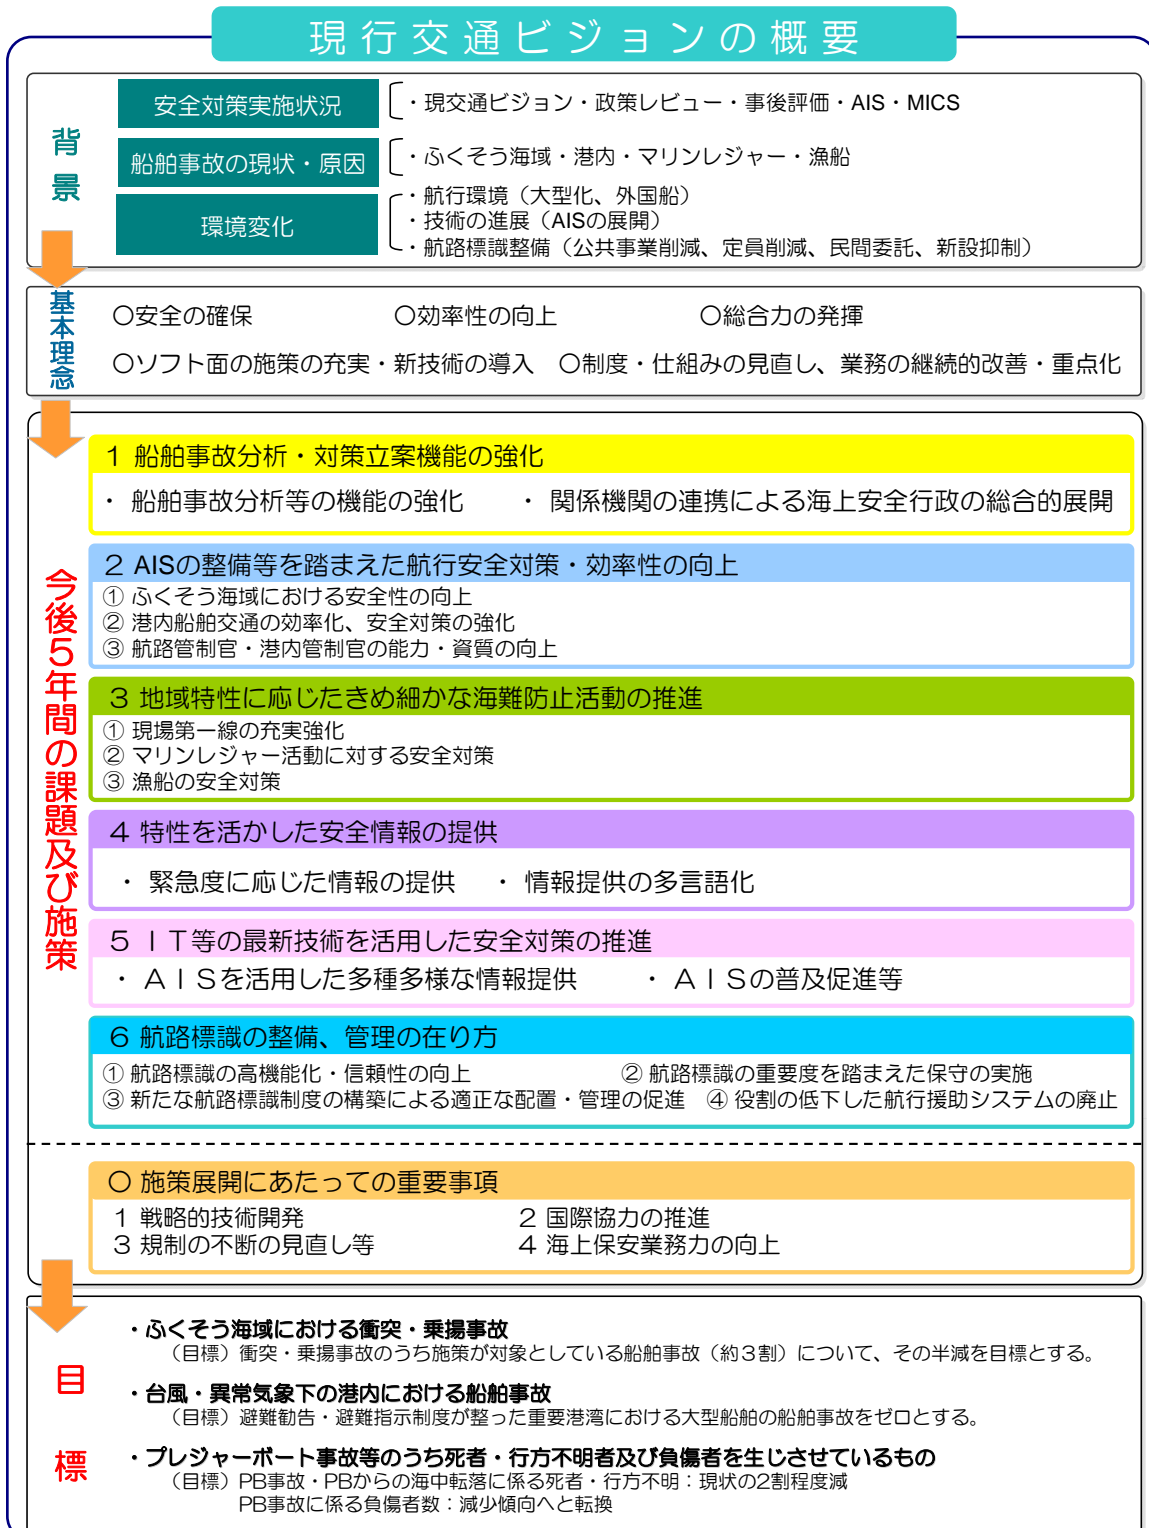 現行交通ビジョンの概要
背景
安全対策実施状況
・現交通ビジョン・政策レビュー・事後評価・AIS・MICS
船舶事故の現状・原因
・ふくそう海域・港内・マリンレジャー・漁船
環境変化
・航行環境（大型化、外国船）
・技術の進展（AISの展開）
・航路標識整備（公共事業削減、定員削減、民間委託、新設抑制）
基本理念
〇安全の確保 〇効率性の向上 〇総合力の発揮
〇ソフト面の施策の充実・新技術の導入 〇制度・仕組みの見直し、業務の継続的改善・重点化
今後５年間の課題及び施策
１ 船舶事故分析・対策立案機能の強化
・ 船舶事故分析等の機能の強化 ・ 関係機関の連携による海上安全行政の総合的展開
２ AISの整備等を踏まえた航行安全対策・効率性の向上
① ふくそう海域における安全性の向上
② 港内船舶交通の効率化、安全対策の強化
③ 航路管制官・港内管制官の能力・資質の向上
３ 地域特性に応じたきめ細かな海難防止活動の推進
① 現場第一線の充実強化
② マリンレジャー活動に対する安全対策
③ 漁船の安全対策
４ 特性を活かした安全情報の提供
・ 緊急度に応じた情報の提供 ・ 情報提供の多言語化
５ ＩＴ等の最新技術を活用した安全対策の推進
・ ＡＩＳを活用した多種多様な情報提供 ・ ＡＩＳの普及促進等
６ 航路標識の整備、管理の在り方
① 航路標識の高機能化・信頼性の向上 ② 航路標識の重要度を踏まえた保守の実施
③ 新たな航路標識制度の構築による適正な配置・管理の促進 ④ 役割の低下した航行援助システムの廃止
〇 施策展開にあたっての重要事項
１ 戦略的技術開発 ２ 国際協力の推進
３ 規制の不断の見直し等 ４ 海上保安業務力の向上
目標
・ふくそう海域における衝突・乗揚事故
（目標）衝突・乗揚事故のうち施策が対象としている船舶事故（約３割）について、その半減を目標とする。
・台風・異常気象下の港内における船舶事故
（目標）避難勧告・避難指示制度が整った重要港湾における大型船舶の船舶事故をゼロとする。
・プレジャーボート事故等のうち死者・行方不明者及び負傷者を生じさせているもの
（目標）PB事故・PBからの海中転落に係る死者・行方不明：現状の2割程度減
PB事故に係る負傷者数：減少傾向へと転換